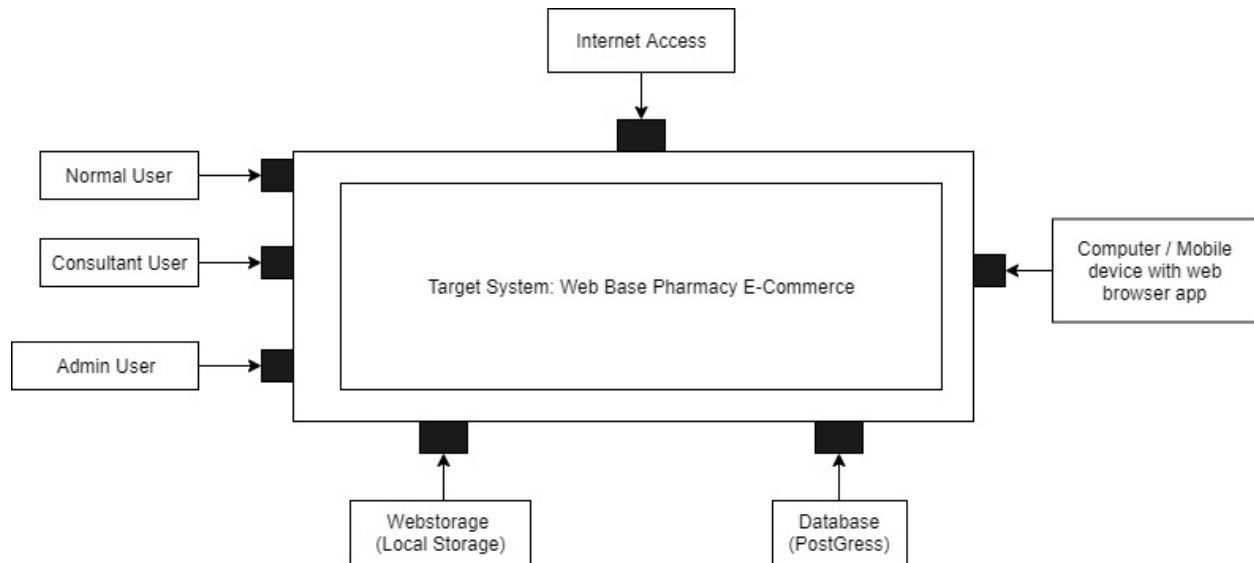 Internet Access
Normal User
Consultant User
Admin User
Target System: Web Base Pharmacy E-Commerce
Computer / Mobile
device with web
browser app
Webstorage
(Local Storage)
Database
(PostGress)